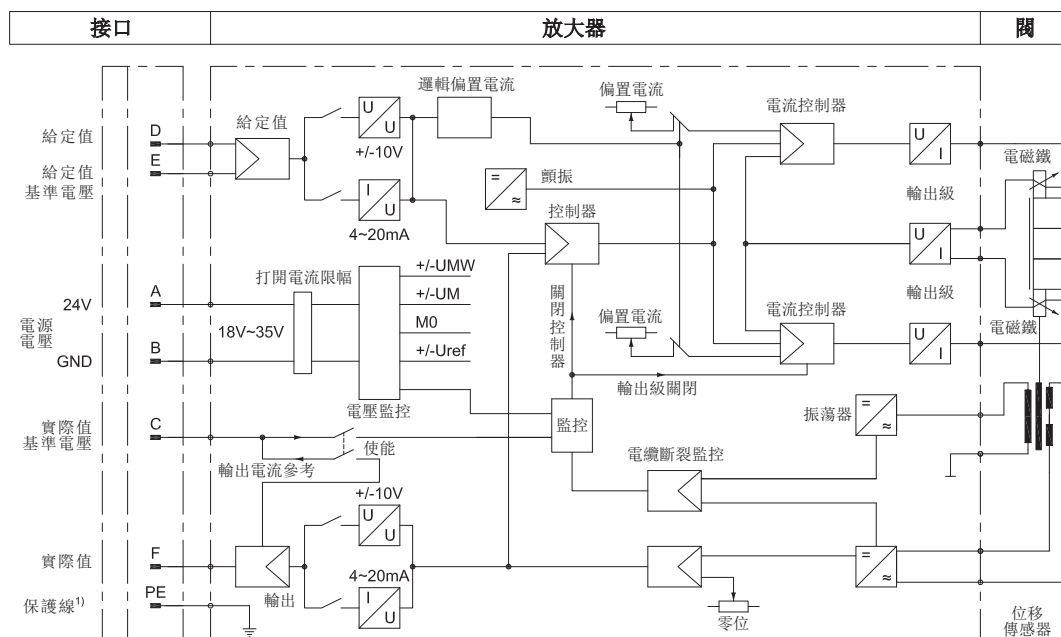 接口
放大器
閥
給定值
D
E
給定值
基準電壓
24V
A
電源
電壓
GND
B
實際值
基準電壓
C
實際值
F
保護線1)
PE
給定值
U
U
+/-10V
I
U
4~20mA
邏輯偏置電流
偏置電流
電流控制器
U
I
輸出級
電磁鐵
=
≈
顫振
控制器
U
I
輸出級
打開電流限幅
18V~35V
+/-UMW
+/-UM
M0
+/-Uref
電壓監控
關閉控制器
偏置電流
電流控制器
U
I
電磁鐵
輸出級關閉
監控
振蕩器
=
≈
使能
輸出電流參考
電纜斷裂監控
+/-10V
U
U
4~20mA
I
U
輸出
=
≈
零位
位移
傳感器